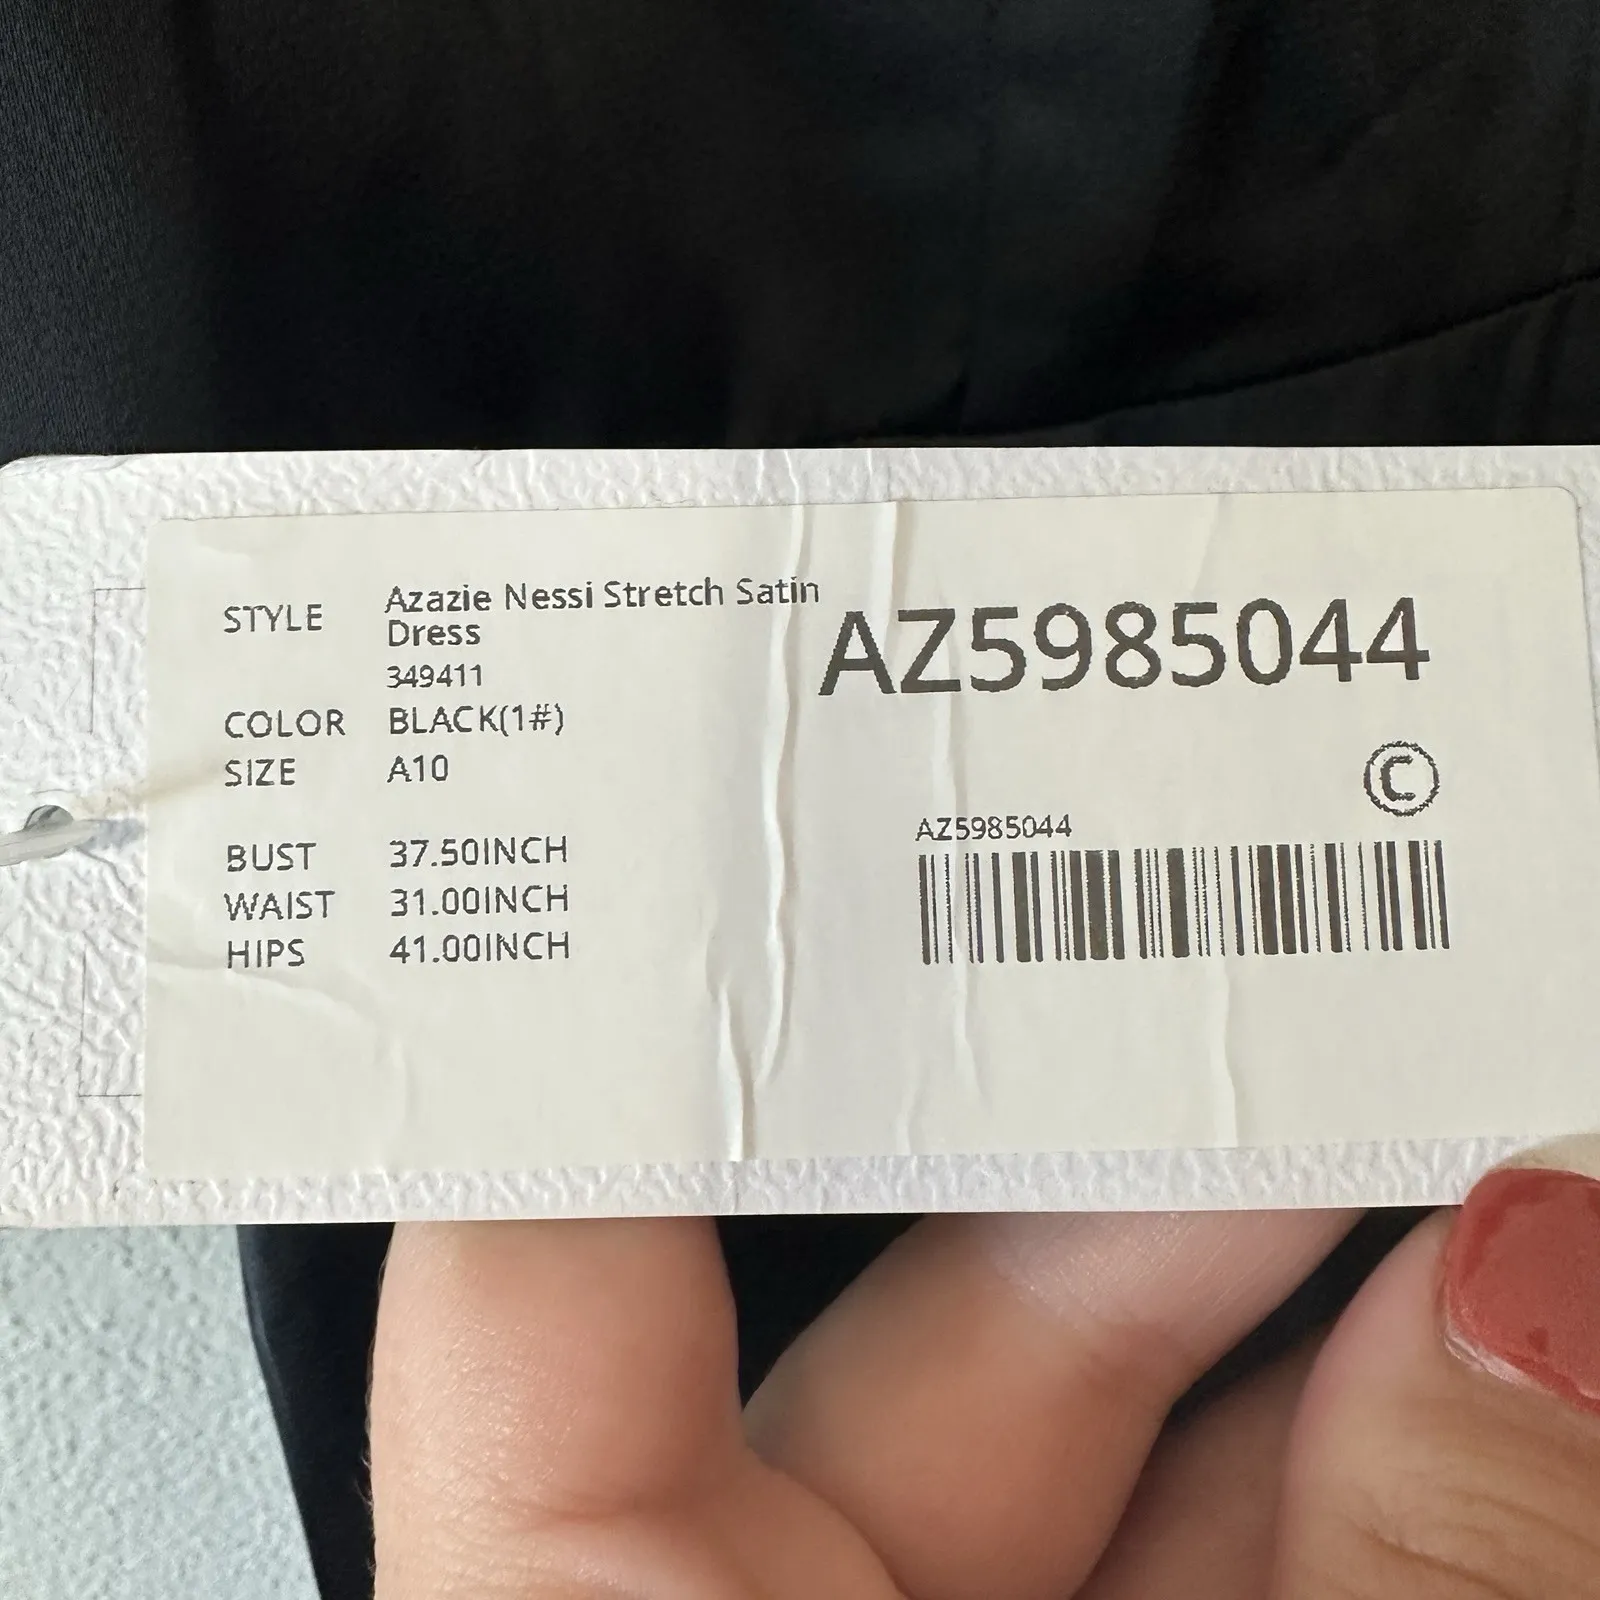 STYLE Azazie Nessi Stretch Satin
Dress
349411
COLOR BLACK(1#)
SIZE A10
BUST 37.50INCH
WAIST 31.00INCH
HIPS 41.00INCH
AZ5985044
Ⓒ
AZ5985044